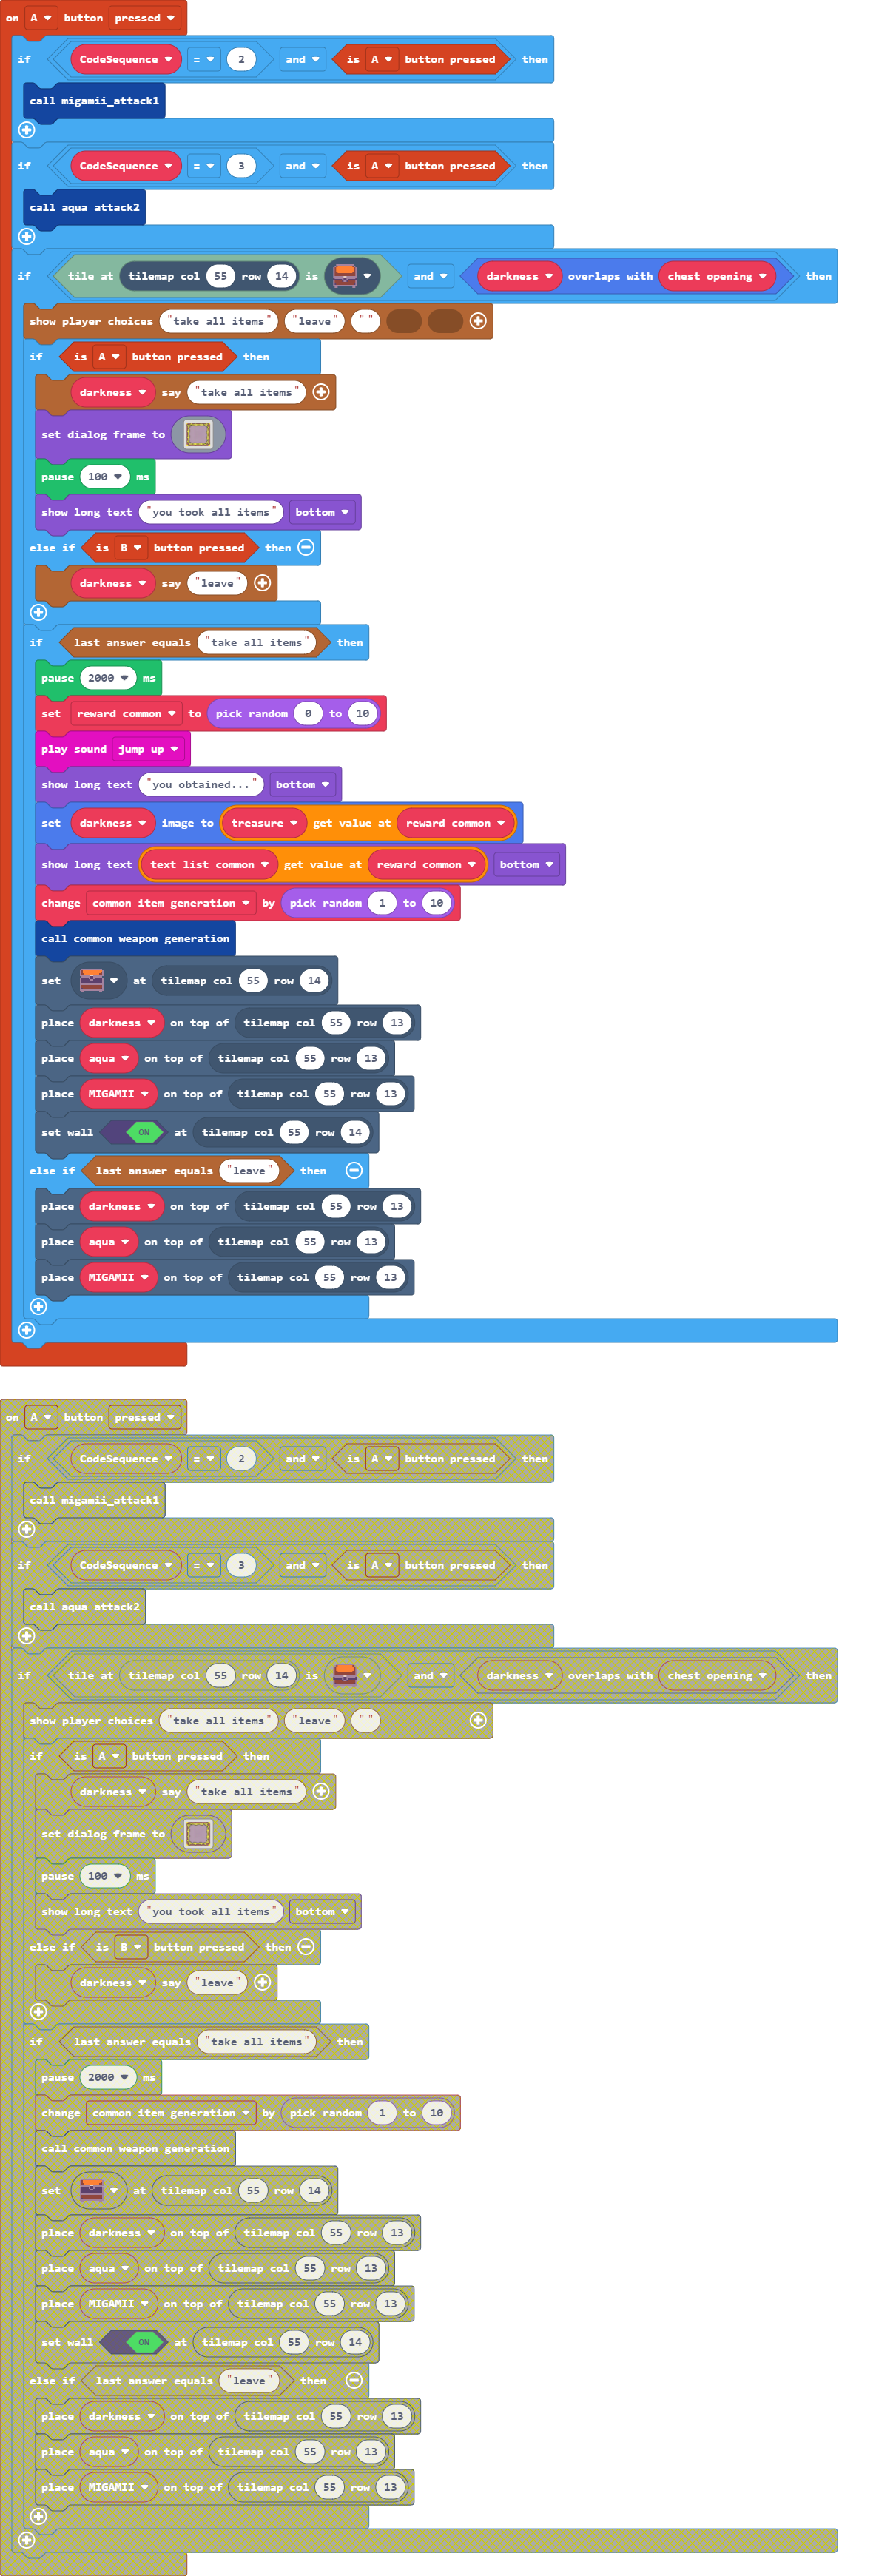 on A button pressed
if CodeSequence = 2 and is A button pressed then
call migamii_attack1
if CodeSequence = 3 and is A button pressed then
call aqua attack2
if tile at tilemap col 55 row 14 is and darkness overlaps with chest opening then
show player choices "take all items" "leave" " "
if is A button pressed then
darkness say "take all items"
set dialog frame to
pause 100 ms
show long text "you took all items" bottom
else if is B button pressed then
darkness say "leave"
if last answer equals "take all items" then
pause 2000 ms
set reward common to pick random 0 to 10
play sound jump up
show long text "you obtained..." bottom
set darkness image to treasure get value at reward common
show long text text list common get value at reward common bottom
change common item generation by pick random 1 to 10
call common weapon generation
set at tilemap col 55 row 14
place darkness on top of tilemap col 55 row 13
place aqua on top of tilemap col 55 row 13
place MIGAMII on top of tilemap col 55 row 13
set wall ON at tilemap col 55 row 14
else if last answer equals "leave" then
place darkness on top of tilemap col 55 row 13
place aqua on top of tilemap col 55 row 13
place MIGAMII on top of tilemap col 55 row 13
on A button pressed
if CodeSequence = 2 and is A button pressed then
call migamii_attack1
if CodeSequence = 3 and is A button pressed then
call aqua attack2
if tile at tilemap col 55 row 14 is and darkness overlaps with chest opening then
show player choices "take all items" "leave" " "
if is A button pressed then
darkness say "take all items"
set dialog frame to
pause 100 ms
show long text "you took all items" bottom
else if is B button pressed then
darkness say "leave"
if last answer equals "take all items" then
pause 2000 ms
change common item generation by pick random 1 to 10
call common weapon generation
set at tilemap col 55 row 14
place darkness on top of tilemap col 55 row 13
place aqua on top of tilemap col 55 row 13
place MIGAMII on top of tilemap col 55 row 13
set wall ON at tilemap col 55 row 14
else if last answer equals "leave" then
place darkness on top of tilemap col 55 row 13
place aqua on top of tilemap col 55 row 13
place MIGAMII on top of tilemap col 55 row 13